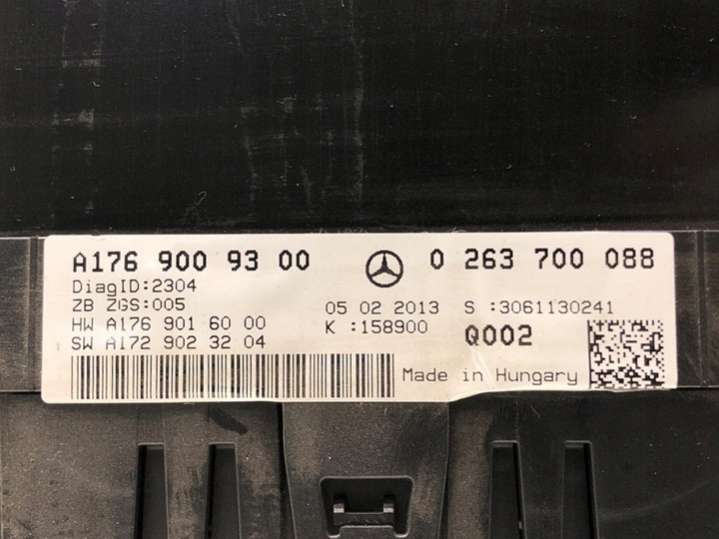 A176 900 93 00 0 263 700 088
DiagID:2304
ZB ZGS:005 05 02 2013 S :3061130241
HW A176 901 60 00 K :158900 Q002
SW A172 902 32 04
Made in Hungary